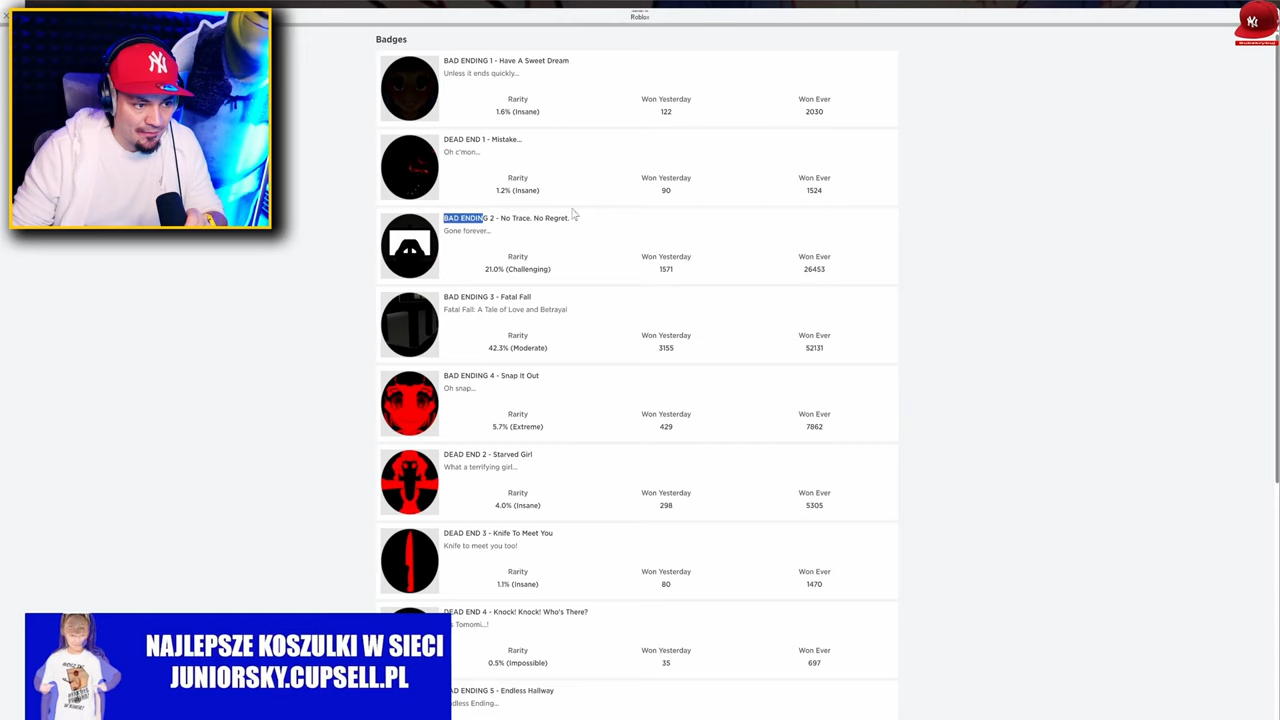 Roblox
Badges
BAD ENDING 1 - Have A Sweet Dream
Unless it ends quickly...
Rarity Won Yesterday Won Ever
1.6% (Insane) 122 2030
DEAD END 1 - Mistake...
Oh c'mon...
Rarity Won Yesterday Won Ever
1.2% (Insane) 90 1524
BAD ENDING 2 - No Trace. No Regret.
Gone forever...
Rarity Won Yesterday Won Ever
21.0% (Challenging) 1571 26453
BAD ENDING 3 - Fatal Fall
Fatal Fall: A Tale of Love and Betrayal
Rarity Won Yesterday Won Ever
42.3% (Moderate) 3155 52131
BAD ENDING 4 - Snap It Out
Oh snap...
Rarity Won Yesterday Won Ever
5.7% (Extreme) 429 7862
DEAD END 2 - Starved Girl
What a terrifying girl...
Rarity Won Yesterday Won Ever
4.0% (Insane) 298 5305
DEAD END 3 - Knife To Meet You
Knife to meet you too!
Rarity Won Yesterday Won Ever
1.1% (Insane) 80 1470
DEAD END 4 - Knock! Knock! Who's There?
Tomomi...!
Rarity Won Yesterday Won Ever
0.5% (Impossible) 35 697
ENDING 5 - Endless Hallway
Ending...
NAJLEPSZE KOSZULKI W SIECI
JUNIORSKY.CUPSELL.PL